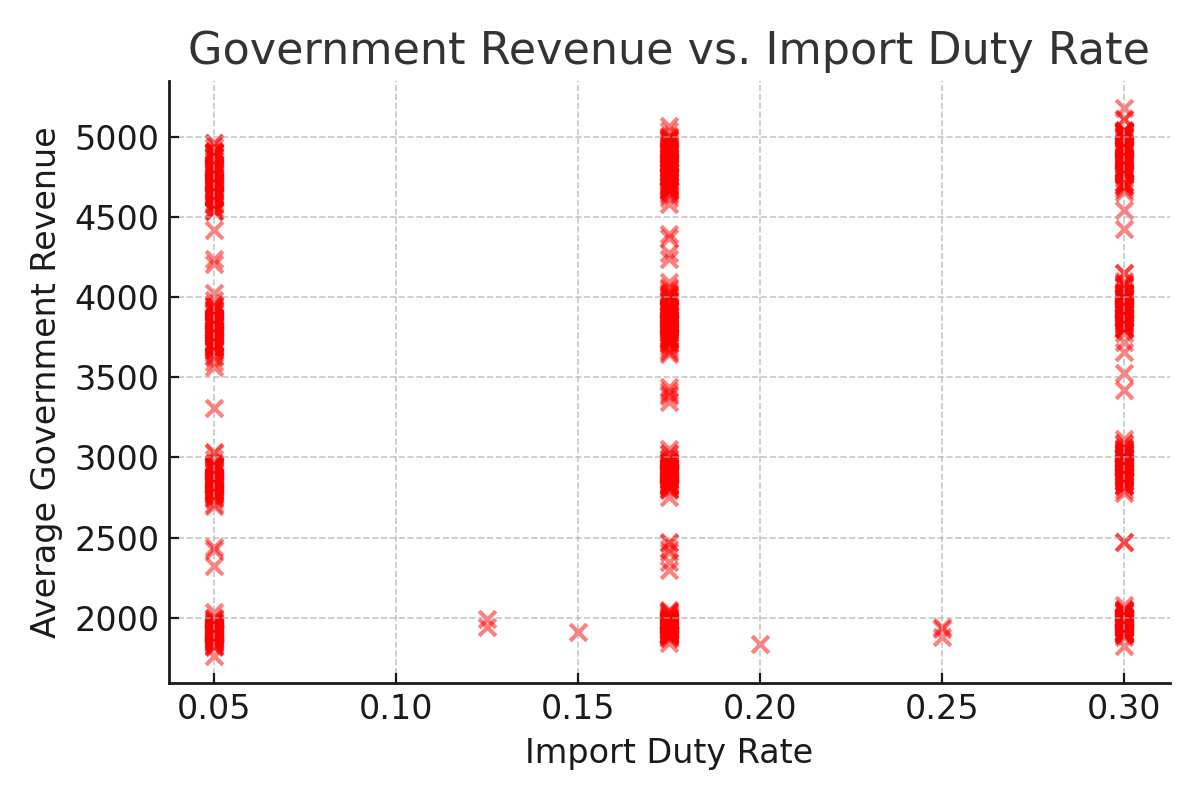 Government Revenue vs. Import Duty Rate
Average Government Revenue
5000
4500
4000
3500
3000
2500
2000
0.05 0.10 0.15 0.20 0.25 0.30
Import Duty Rate